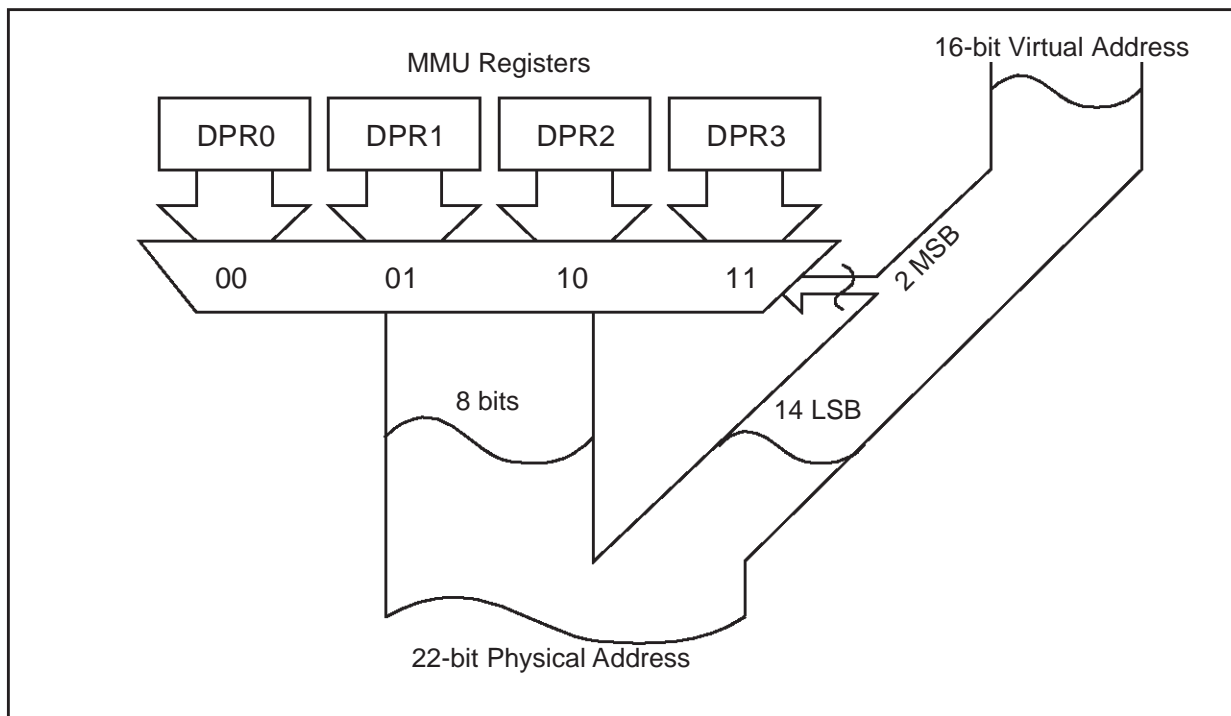 16-bit Virtual Address
MMU Registers
DPR0 DPR1 DPR2 DPR3
00 01 10 11
2 MSB
8 bits
14 LSB
22-bit Physical Address